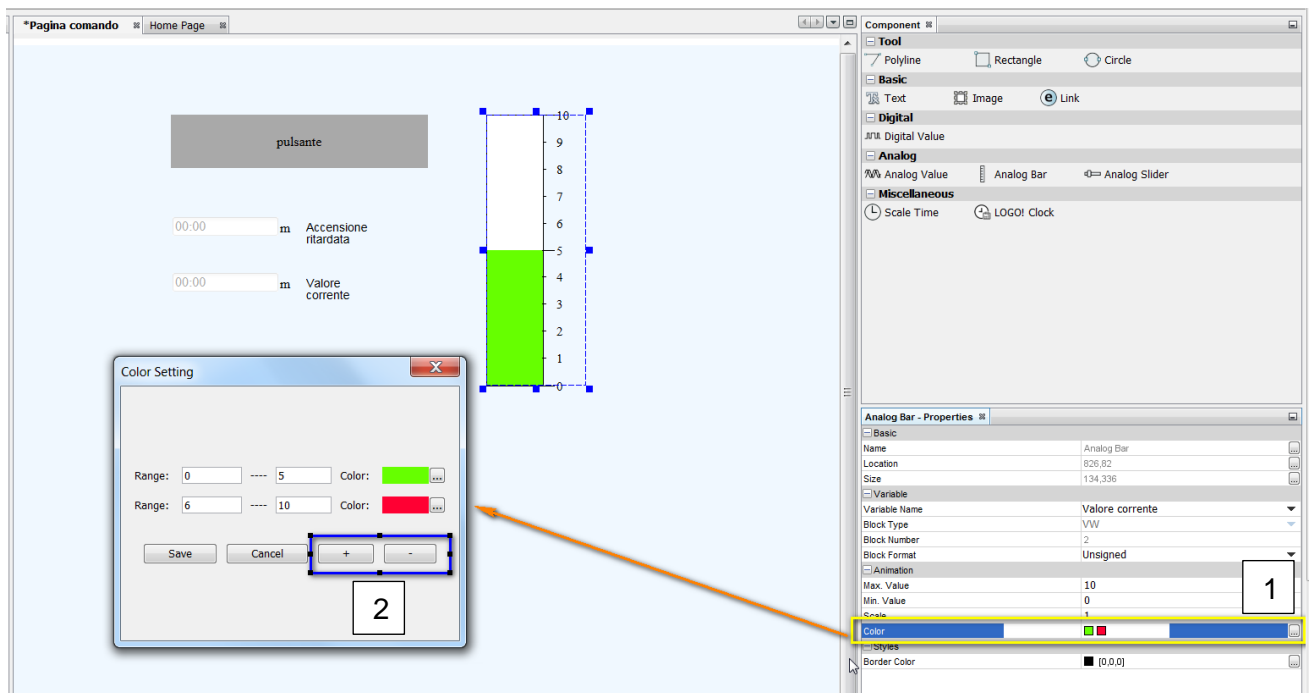 *Pagina comando Home Page
pulsante
00:00 m Accensione
ritardata
00:00 m Valore
corrente
10
9
8
7
6
5
4
3
2
1
0
Color Setting
X
Range: 0 ---- 5 Color: ...
Range: 6 ---- 10 Color: ...
Save Cancel + -
2
Component
Tool
Polyline Rectangle Circle
Basic
Text Image Link
Digital
Digital Value
Analog
Analog Value Analog Bar Analog Slider
Miscellaneous
Scale Time LOGO! Clock
Analog Bar - Properties
Basic
Name Analog Bar ...
Location 826,82 ...
Size 134,336 ...
Variable
Variable Name Valore corrente
Block Type VW
Block Number 2
Block Format Unsigned
Animation
Max. Value 10
Min. Value 0
Scale 1
Color ...
Styles
Border Color [0,0,0] ...
1